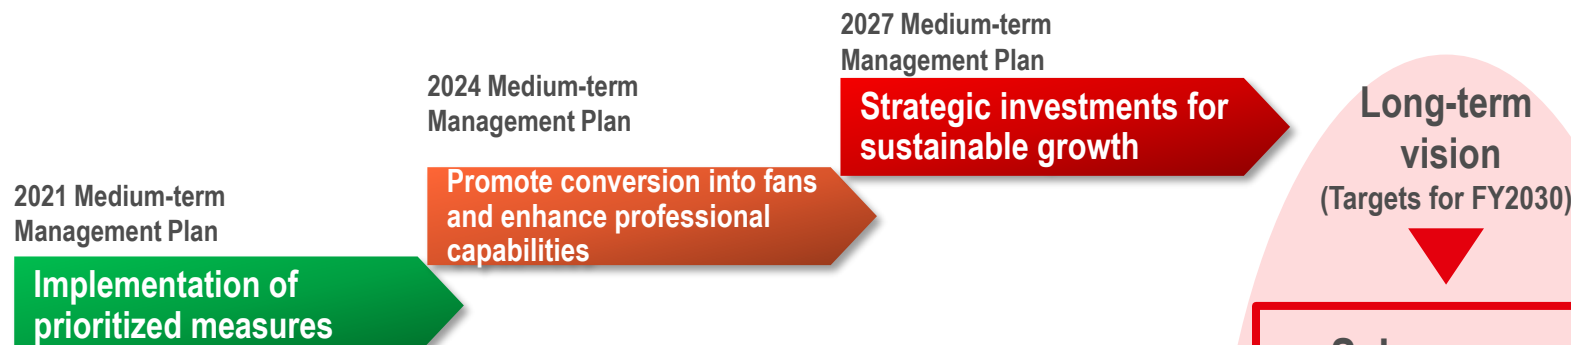 2027 Medium-term
Management Plan
Strategic investments for
sustainable growth
2024 Medium-term
Management Plan
Promote conversion into fans
and enhance professional
capabilities
2021 Medium-term
Management Plan
Implementation of
prioritized measures
Long-term
vision
(Targets for FY2030)